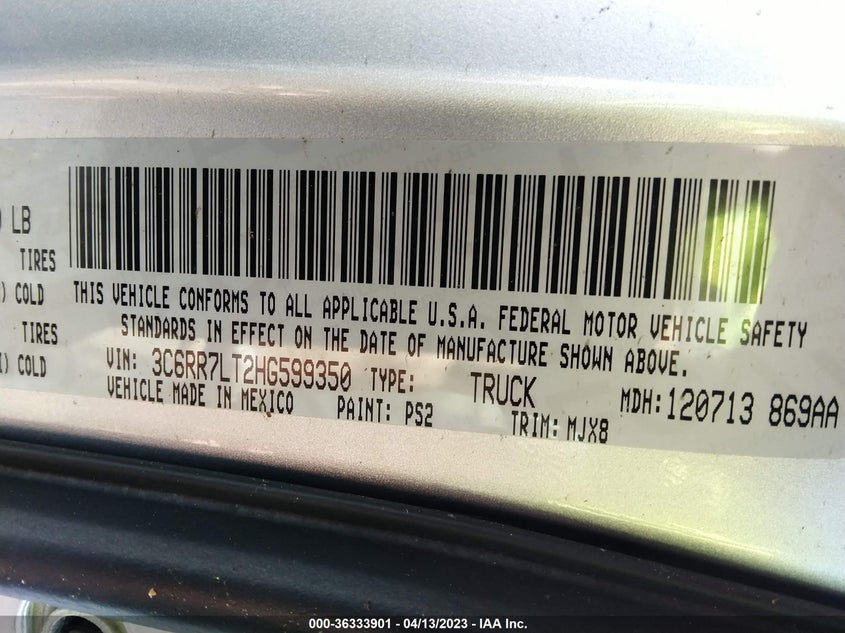 ) LB
TIRES
) COLD
TIRES
I) COLD
THIS VEHICLE CONFORMS TO ALL APPLICABLE U.S.A. FEDERAL MOTOR VEHICLE SAFETY
STANDARDS IN EFFECT ON THE DATE OF MANUFACTURE SHOWN ABOVE.
VIN: 3C6RR7LT2HG599350 TYPE: TRUCK MDH:120713 869AA
VEHICLE MADE IN MEXICO PAINT: PS2 TRIM: MJX8
000-36333901 - 04/13/2023 - IAA Inc.